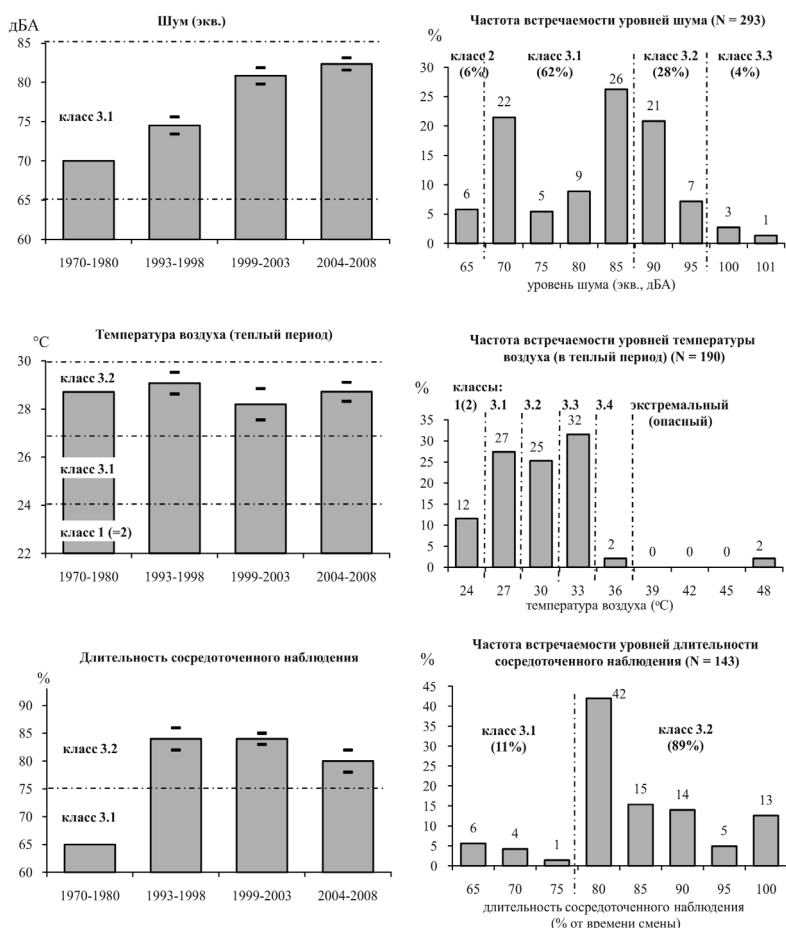 Шум (экв.)
дБА
85
80
75
70
65
60
класс 3.1
1970-1980 1993-1998 1999-2003 2004-2008
Частота встречаемости уровней шума (N = 293)
%
класс 2 (6%)
класс 3.1 (62%)
класс 3.2 (28%)
класс 3.3 (4%)
30
25
20
15
10
5
0
6 22 5 9 26 21 7 3 1
65 70 75 80 85 90 95 100 101
уровень шума (экв., дБА)
Температура воздуха (теплый период)
°С
30
28
26
24
22
класс 3.2
класс 3.1
класс 1 (=2)
1970-1980 1993-1998 1999-2003 2004-2008
Частота встречаемости уровней температуры
воздуха (в теплый период) (N = 190)
%
классы:
1(2) 3.1 3.2 3.3 3.4 экстремальный
(опасный)
35
30
25
20
15
10
5
0
12 27 25 32 2 0 0 0 2
24 27 30 33 36 39 42 45 48
температура воздуха (°С)
Длительность сосредоточенного наблюдения
%
90
85
80
75
70
65
60
класс 3.2
класс 3.1
1970-1980 1993-1998 1999-2003 2004-2008
Частота встречаемости уровней длительности
сосредоточенного наблюдения (N = 143)
%
45
40
35
30
25
20
15
10
5
0
класс 3.1
(11%)
класс 3.2
(89%)
6 4 1 42 15 14 5 13
65 70 75 80 85 90 95 100
длительность сосредоточенного наблюдения
(% от времени смены)